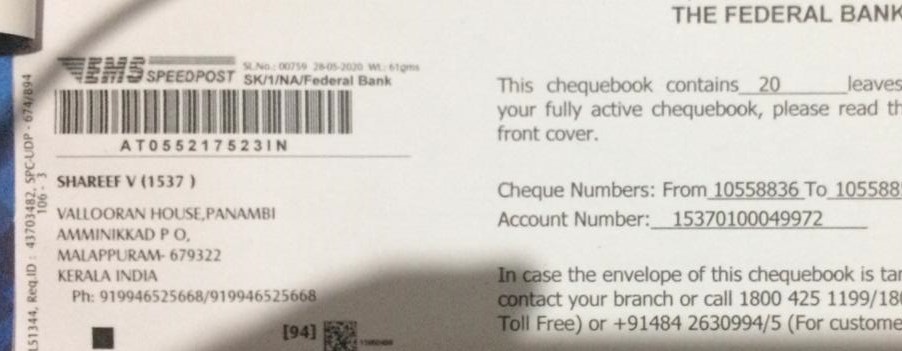 THE FEDERAL BANK
EMS SPEEDPOST
SL.No.: 00759 28-05-2020 Wt.: 61gms
SK/1/NA/Federal Bank
AT055217523IN
SHAREEF V (1537 )
VALLOORAN HOUSE,PANAMBI
AMMINIKKAD P O,
MALAPPURAM- 679322
KERALA INDIA
Ph: 919946525668/919946525668
[94]
51344, Req.ID : 43703482, SPC-UDP - 674/894
106 - 3
This chequebook contains 20 leaves
your fully active chequebook, please read th
front cover.
Cheque Numbers: From 10558836 To 1055885
Account Number: 15370100049972
In case the envelope of this chequebook is tar
contact your branch or call 1800 425 1199/180
Toll Free) or +91484 2630994/5 (For custome